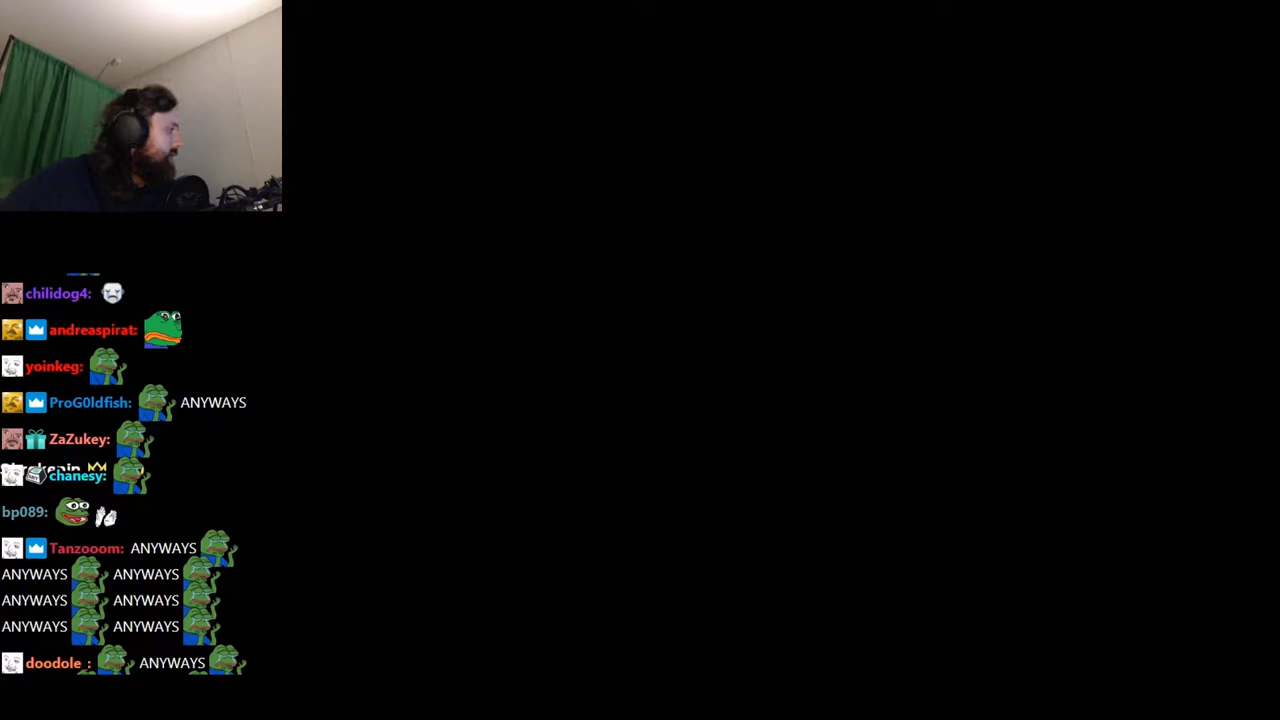 chilidog4:
andreaspirat:
yoinkeg:
ProG0ldfish: ANYWAYS
ZaZukey:
chanesy:
bp089:
Tanzooom: ANYWAYS
ANYWAYS ANYWAYS
ANYWAYS ANYWAYS
ANYWAYS ANYWAYS
doodole : ANYWAYS